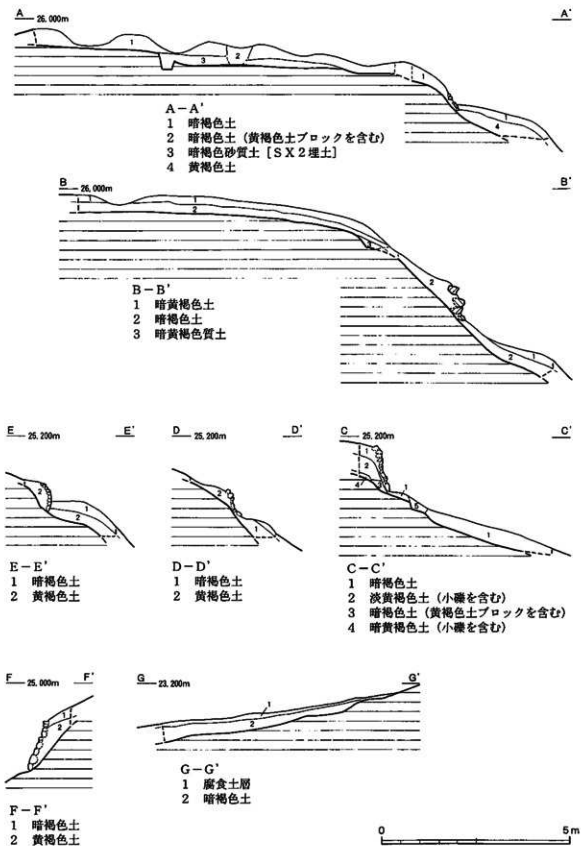 A 26,000m A'
1 2 3 1 4
A－A'
1 暗褐色土
2 暗褐色土 (黄褐色土ブロックを含む)
3 暗褐色砂質土 [SX2埋土]
4 黄褐色土
B 26,000m B'
1 1 2 3 2 2 1
B－B'
1 暗黄褐色土
2 暗褐色土
3 暗黄褐色質土
E 25,200m E'
1 2 1 2
E－E'
1 暗褐色土
2 黄褐色土
D 25,200m D'
2 1
D－D'
1 暗褐色土
2 黄褐色土
C 25,200m C'
1 2 4 1 1
C－C'
1 暗褐色土
2 淡黄褐色土 (小礫を含む)
3 暗褐色土 (黄褐色土ブロックを含む)
4 暗黄褐色土 (小礫を含む)
F 25,000m F'
1 2
F－F'
1 暗褐色土
2 黄褐色土
G 23,200m G'
1 2
G－G'
1 腐食土層
2 暗褐色土
0 5m